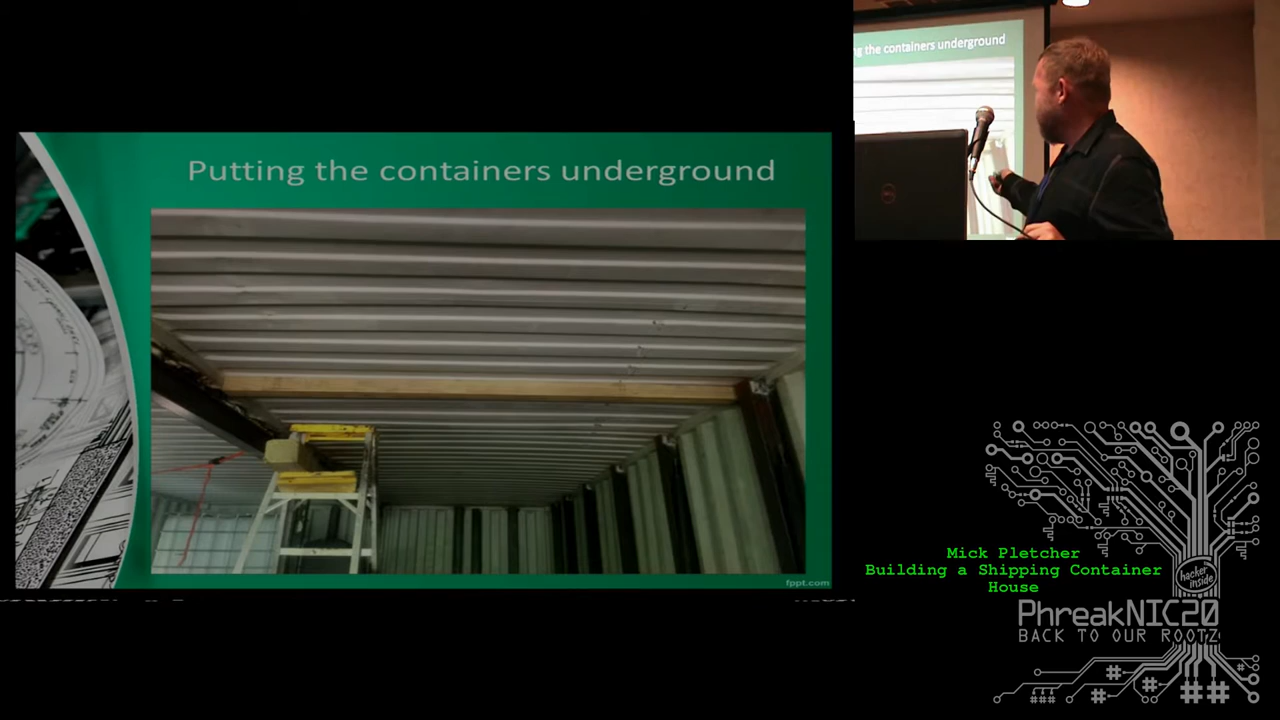 Putting the containers underground
fppt.com
ng the containers underground
Mick Pletcher
Building a Shipping Container
House
hacker
inside
PhreakNIC20
BACK TO OUR ROOTZ